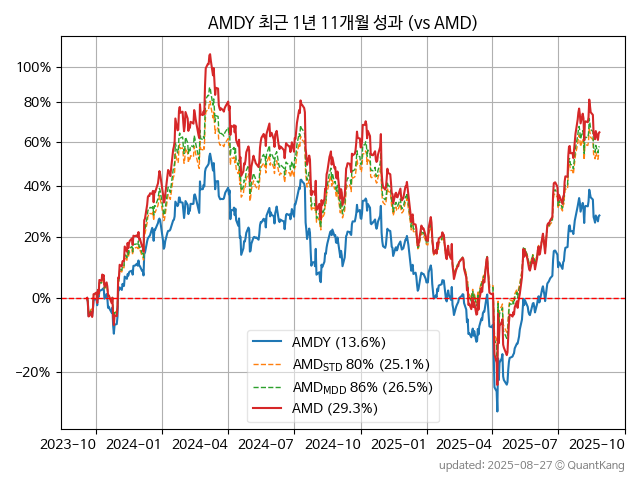 AMDY 최근 1년 11개월 성과 (vs AMD)
100%
80%
60%
40%
20%
0%
−20%
AMDY (13.6%)
AMD_STD 80% (25.1%)
AMD_MDD 86% (26.5%)
AMD (29.3%)
2023−10 2024−01 2024−04 2024−07 2024−10 2025−01 2025−04 2025−07 2025−10
updated: 2025-08-27 © QuantKang